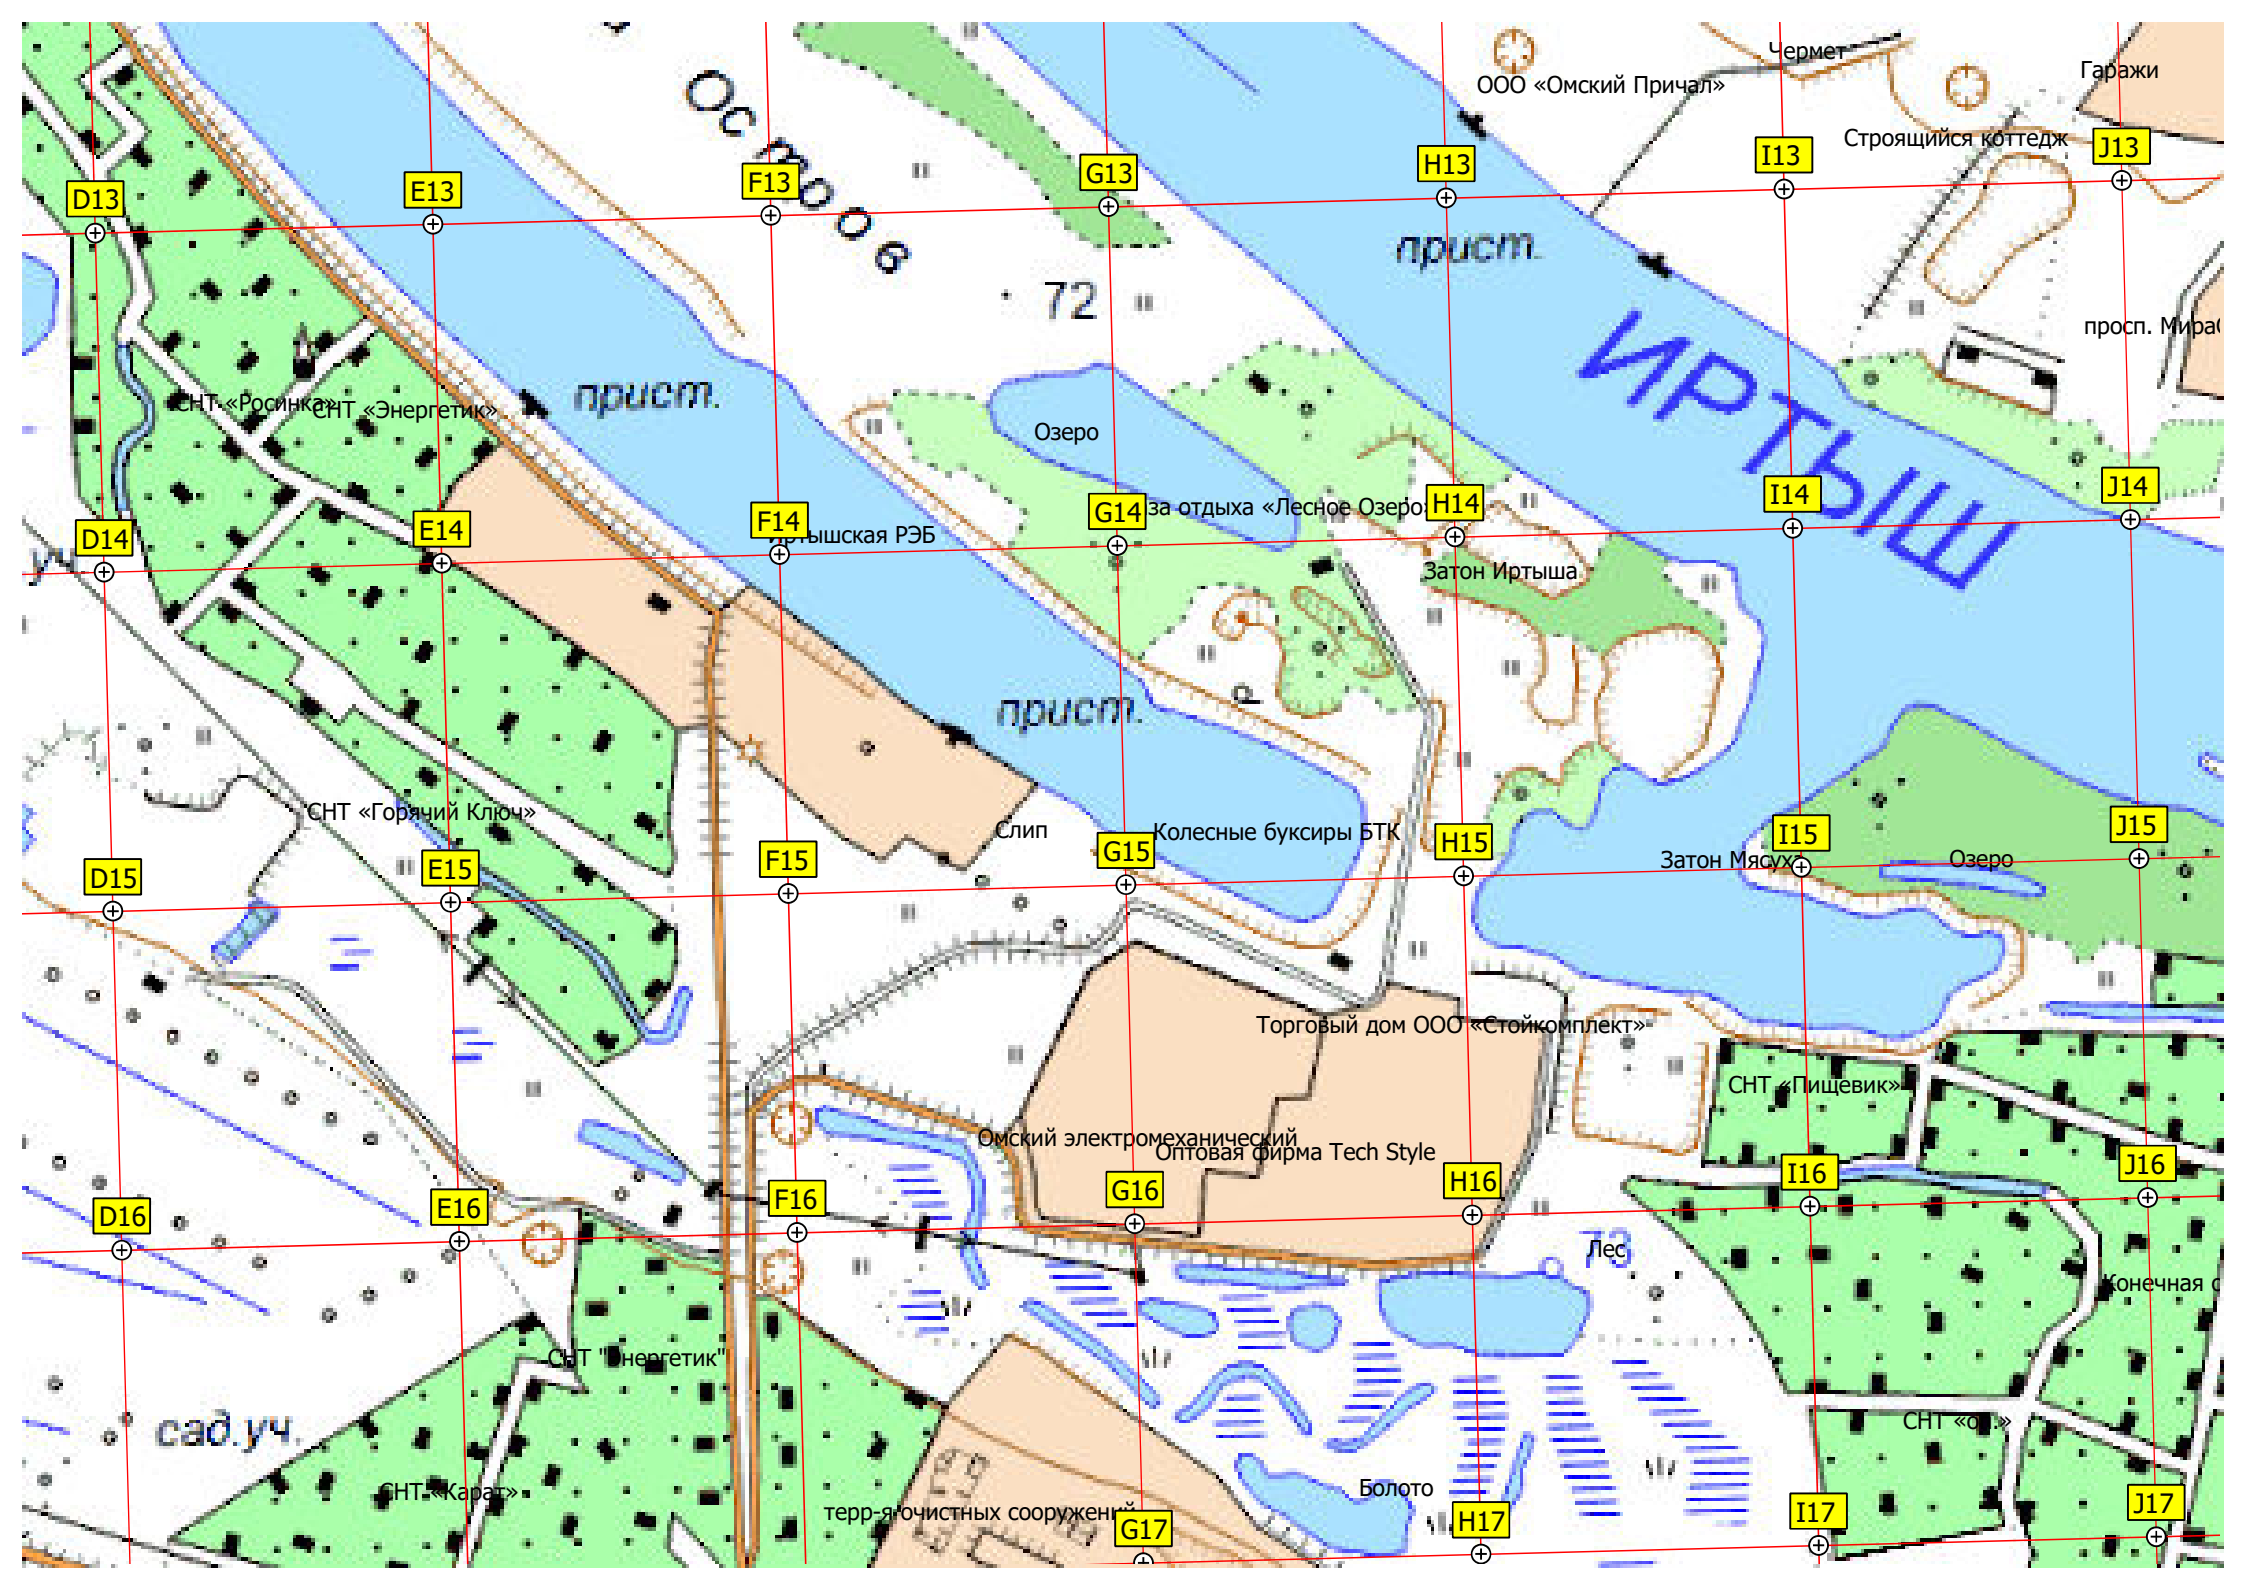 Чермет
Гаражи
ООО «Омский Причал»
Строящийся коттедж
D13
E13
F13
G13
H13
I13
J13
Остров
72
прист.
прист.
ИРТЫШ
просп. Мира
СНТ «Росинка»
СНТ «Энергетик»
Озеро
D14
E14
F14
G14
H14
I14
J14
уч
Иртышская РЭБ
за отдыха «Лесное Озеро»
Затон Иртыша
прист.
СНТ «Горячий Ключ»
Слип
Колесные буксиры БТК
Затон Мясуха
Озеро
D15
E15
F15
G15
H15
I15
J15
Торговый дом ООО «Стойкомплект»
СНТ «Пищевик»
Омский электромеханический
Оптовая фирма Tech Style
D16
E16
F16
G16
H16
I16
J16
Лес
73
Конечная
СНТ "Энергетик"
сад.уч.
СНТ «Карат»
Болото
терр-я очистных сооружений
G17
H17
I17
J17